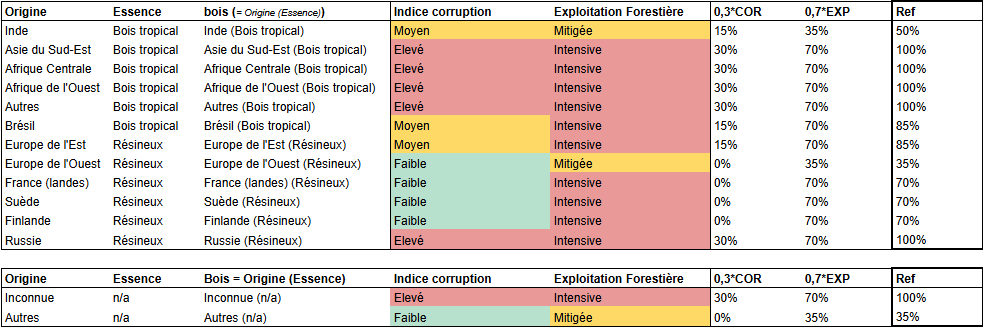 Origine Essence bois (= Origine (Essence)) Indice corruption Exploitation Forestière 0,3*COR 0,7*EXP Ref
Inde Bois tropical Inde (Bois tropical) Moyen Mitigée 15% 35% 50%
Asie du Sud-Est Bois tropical Asie du Sud-Est (Bois tropical) Elevé Intensive 30% 70% 100%
Afrique Centrale Bois tropical Afrique Centrale (Bois tropical) Elevé Intensive 30% 70% 100%
Afrique de l'Ouest Bois tropical Afrique de l'Ouest (Bois tropical) Elevé Intensive 30% 70% 100%
Autres Bois tropical Autres (Bois tropical) Elevé Intensive 30% 70% 100%
Brésil Bois tropical Brésil (Bois tropical) Moyen Intensive 15% 70% 85%
Europe de l'Est Résineux Europe de l'Est (Résineux) Moyen Intensive 15% 70% 85%
Europe de l'Ouest Résineux Europe de l'Ouest (Résineux) Faible Mitigée 0% 35% 35%
France (landes) Résineux France (landes) (Résineux) Faible Intensive 0% 70% 70%
Suède Résineux Suède (Résineux) Faible Intensive 0% 70% 70%
Finlande Résineux Finlande (Résineux) Faible Intensive 0% 70% 70%
Russie Résineux Russie (Résineux) Elevé Intensive 30% 70% 100%
Origine Essence Bois = Origine (Essence) Indice corruption Exploitation Forestière 0,3*COR 0,7*EXP Ref
Inconnue n/a Inconnue (n/a) Elevé Intensive 30% 70% 100%
Autres n/a Autres (n/a) Faible Mitigée 0% 35% 35%